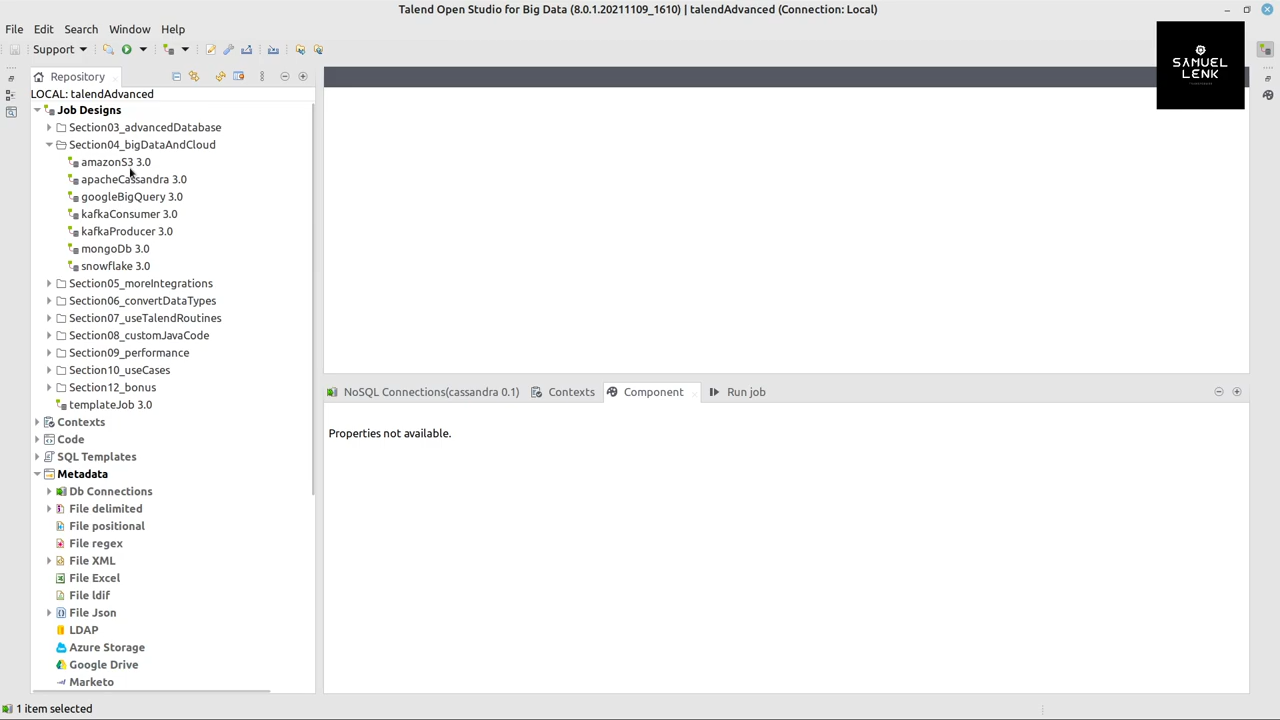 Talend Open Studio for Big Data (8.0.1.20211109_1610) | talendAdvanced (Connection: Local)
File Edit Search Window Help
Support
SAMUEL
LENK
Repository
LOCAL: talendAdvanced
Job Designs
Section03_advancedDatabase
Section04_bigDataAndCloud
amazonS3 3.0
apacheCassandra 3.0
googleBigQuery 3.0
kafkaConsumer 3.0
kafkaProducer 3.0
mongoDb 3.0
snowflake 3.0
Section05_moreIntegrations
Section06_convertDataTypes
Section07_useTalendRoutines
Section08_customJavaCode
Section09_performance
Section10_useCases
Section12_bonus
templateJob 3.0
Contexts
Code
SQL Templates
Metadata
Db Connections
File delimited
File positional
File regex
File XML
File Excel
File ldif
File Json
LDAP
Azure Storage
Google Drive
Marketo
NoSQL Connections(cassandra 0.1) Contexts Component Run job
Properties not available.
1 item selected